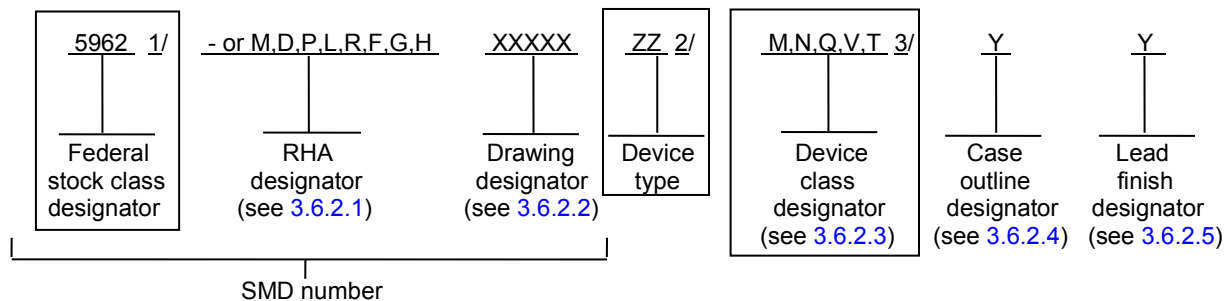 5962 1/ - or M,D,P,L,R,F,G,H XXXXX ZZ 2/ M,N,Q,V,T 3/ Y Y
Federal stock class designator
RHA designator (see 3.6.2.1)
Drawing designator (see 3.6.2.2)
Device type
Device class designator (see 3.6.2.3)
Case outline designator (see 3.6.2.4)
Lead finish designator (see 3.6.2.5)
SMD number